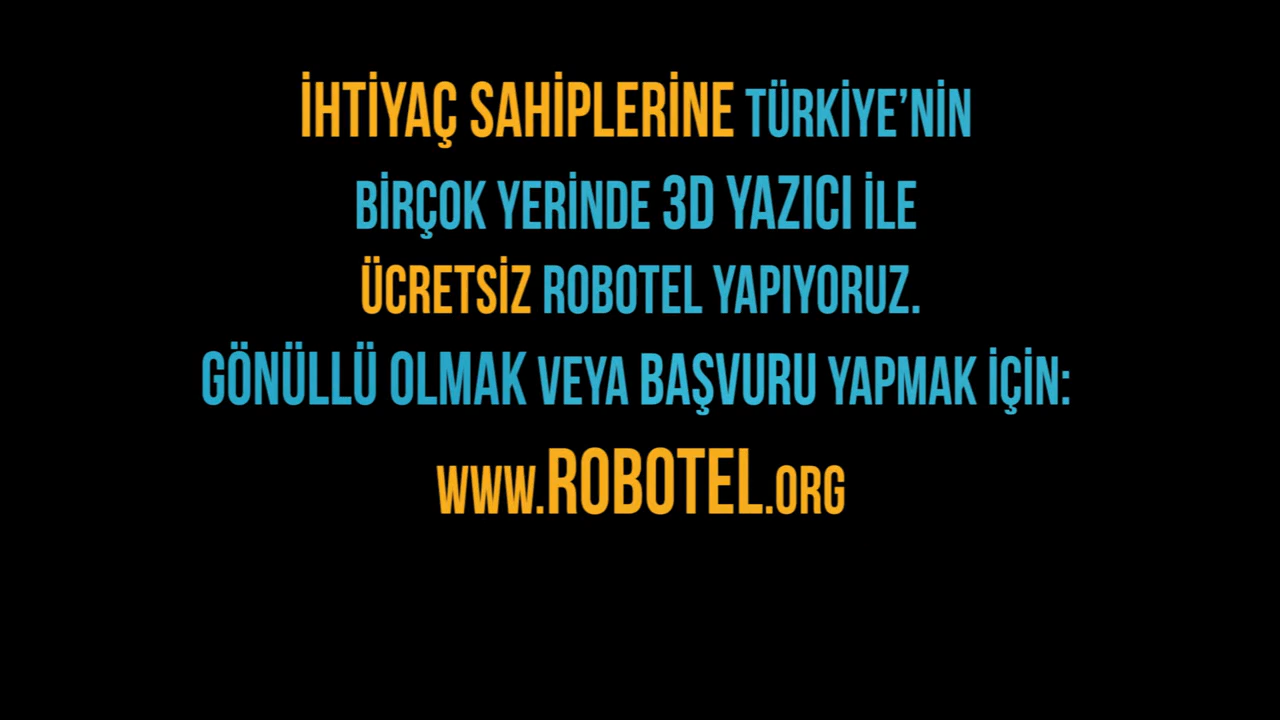 İHTİYAÇ SAHİPLERİNE TÜRKİYE'NİN
BİRÇOK YERİNDE 3D YAZICI İLE
ÜCRETSİZ ROBOTEL YAPIYORUZ.
GÖNÜLLÜ OLMAK VEYA BAŞVURU YAPMAK İÇİN:
WWW.ROBOTEL.ORG